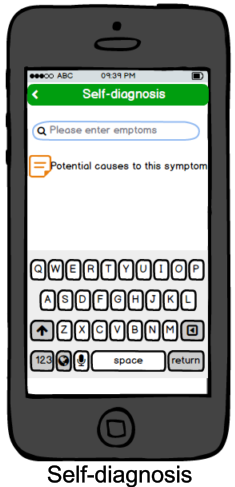 ABC 09:39 PM
Self-diagnosis
Please enter emptoms
Potential causes to this symptom
Q W E R T Y U I O P
A S D F G H J K L
Z X C V B N M
123 space return
Self-diagnosis